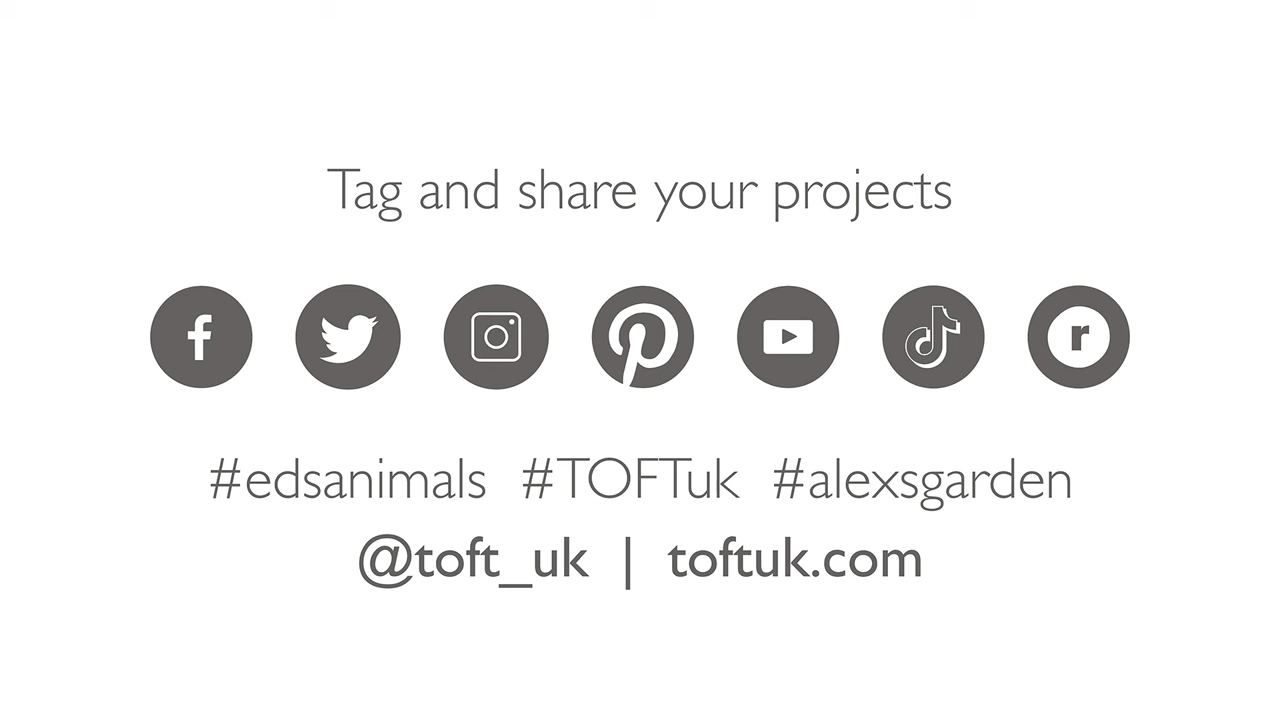 Tag and share your projects
f r
#edsanimals #TOFTuk #alexsgarden
@toft_uk | toftuk.com